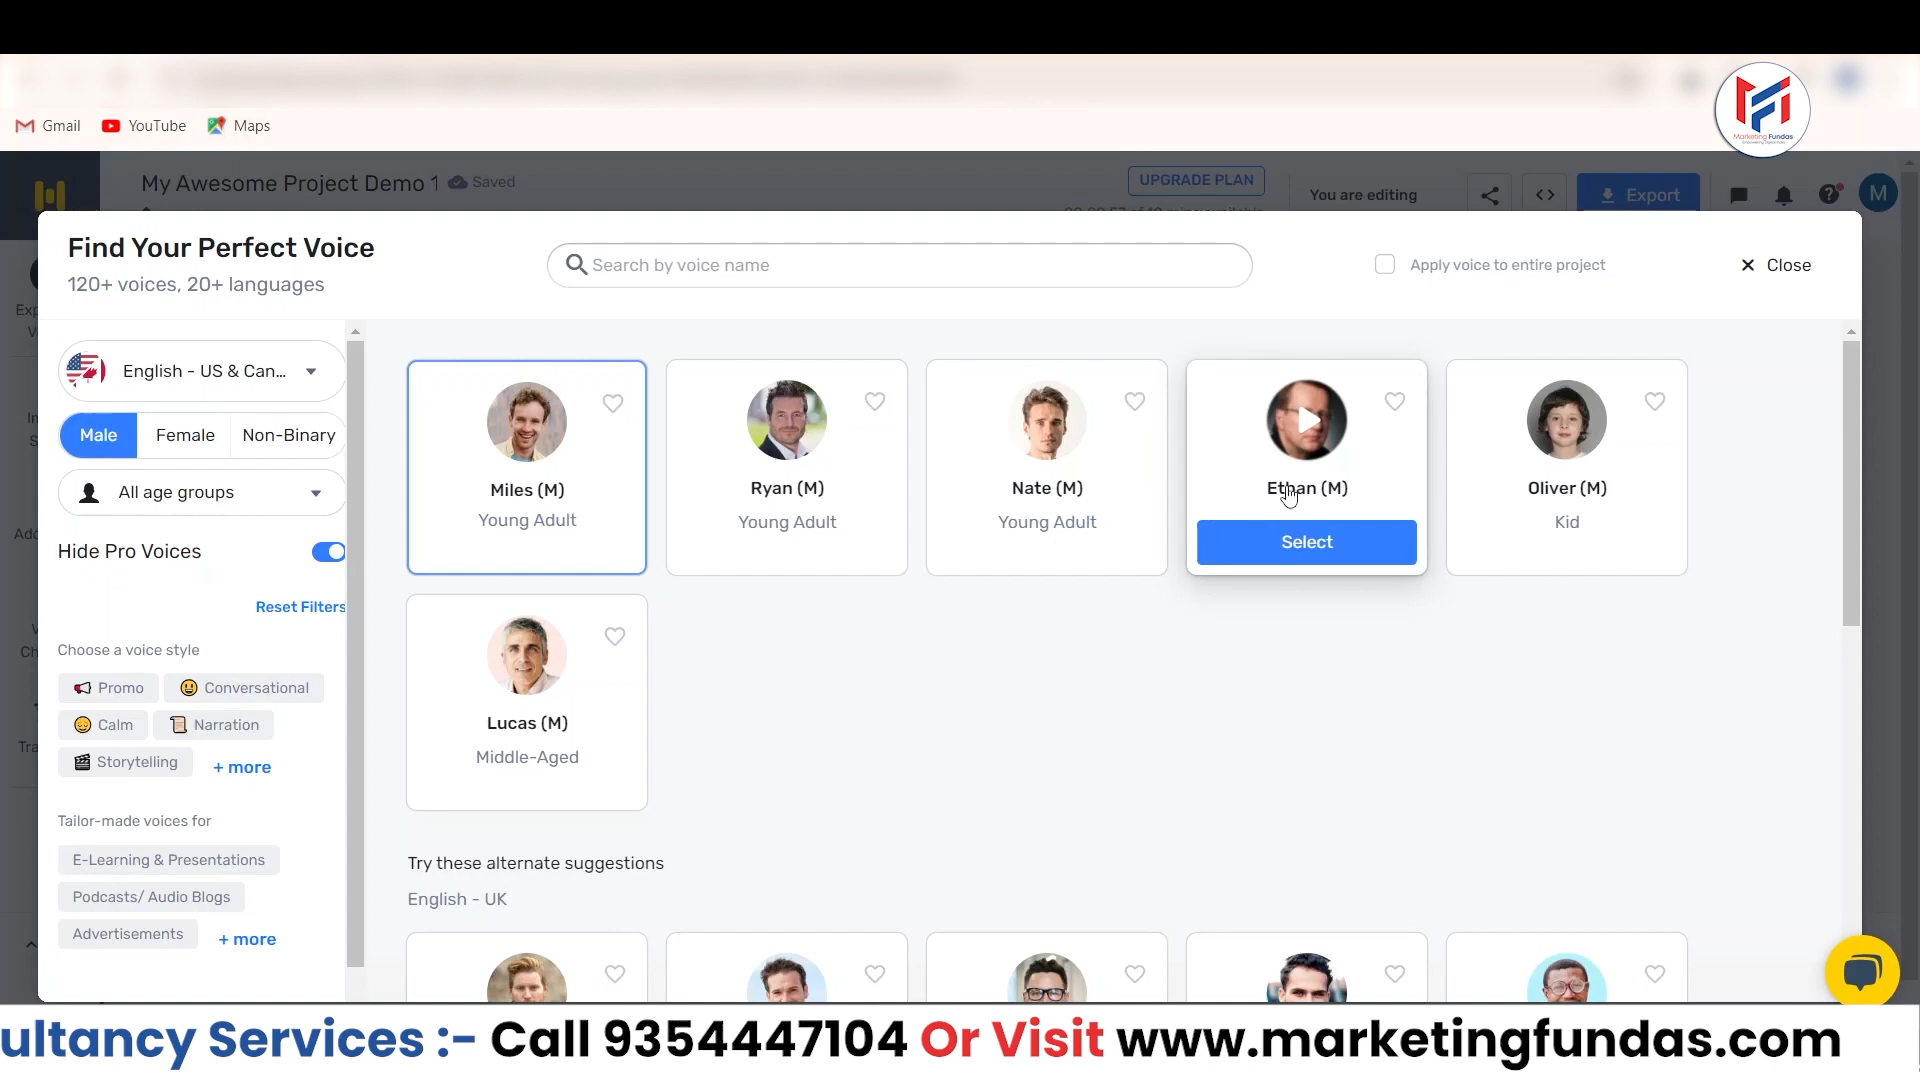 Gmail
YouTube
Maps
Marketing Fundas
My Awesome Project Demo 1
Saved
UPGRADE PLAN
You are editing
Export
M
Find Your Perfect Voice
120+ voices, 20+ languages
Search by voice name
Apply voice to entire project
Close
English - US & Can...
Male
Female
Non-Binary
All age groups
Hide Pro Voices
Reset Filters
Choose a voice style
Promo
Conversational
Calm
Narration
Storytelling
+ more
Tailor-made voices for
E-Learning & Presentations
Podcasts/ Audio Blogs
Advertisements
+ more
Miles (M)
Young Adult
Ryan (M)
Young Adult
Nate (M)
Young Adult
Ethan (M)
Select
Oliver (M)
Kid
Lucas (M)
Middle-Aged
Try these alternate suggestions
English - UK
ultancy Services :- Call 9354447104 Or Visit www.marketingfundas.com